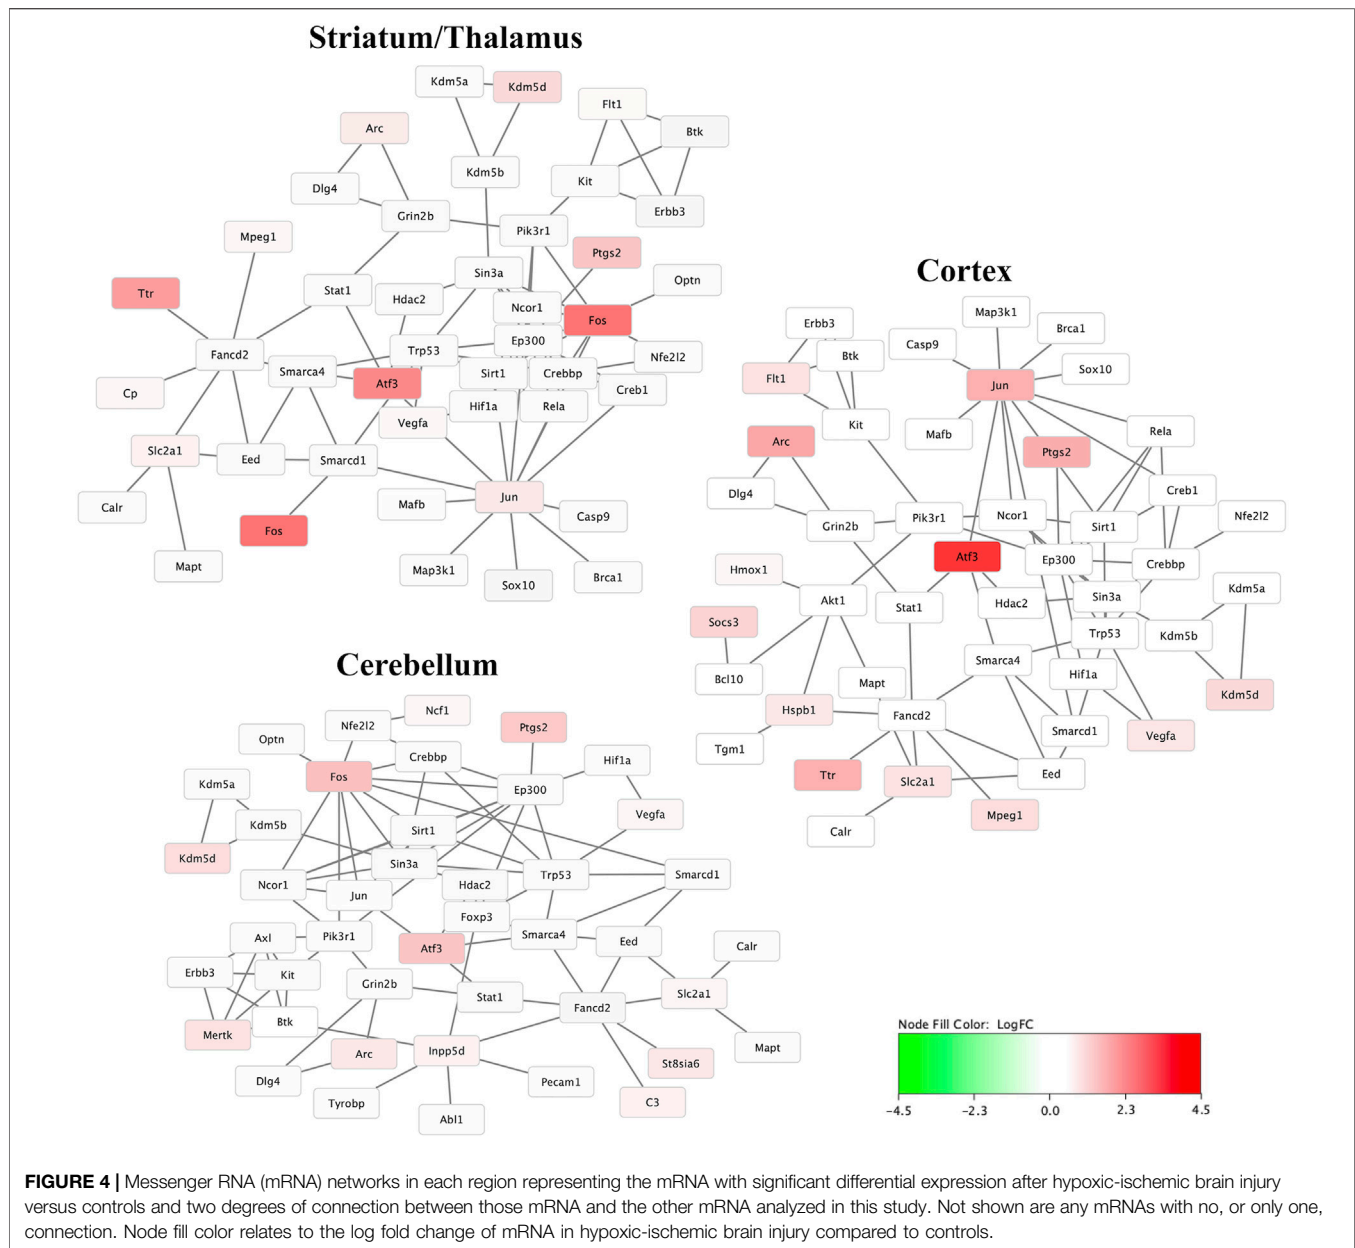 Striatum/Thalamus
Kdm5a
Kdm5d
Flt1
Arc
Btk
Kdm5b
Kit
Dlg4
Erbb3
Grin2b
Pik3r1
Mpeg1
Ptgs2
Sin3a
Optn
Ttr
Stat1
Hdac2
Ncor1
Fos
Fancd2
Trp53
Ep300
Nfe2l2
Smarca4
Atf3
Sirt1
Crebbp
Creb1
Cp
Hif1a
Rela
Vegfa
Slc2a1
Eed
Smarcd1
Jun
Calr
Mafb
Casp9
Fos
Mapt
Map3k1
Sox10
Brca1
Cortex
Map3k1
Erbb3
Brca1
Casp9
Btk
Sox10
Flt1
Jun
Kit
Mafb
Rela
Arc
Ptgs2
Dlg4
Creb1
Grin2b
Pik3r1
Ncor1
Sirt1
Nfe2l2
Atf3
Ep300
Crebbp
Hmox1
Kdm5a
Akt1
Stat1
Hdac2
Sin3a
Socs3
Trp53
Kdm5b
Smarca4
Bcl10
Mapt
Hif1a
Kdm5d
Hspb1
Fancd2
Smarcd1
Vegfa
Tgm1
Ttr
Slc2a1
Eed
Mpeg1
Calr
Cerebellum
Ncf1
Nfe2l2
Ptgs2
Optn
Crebbp
Hif1a
Fos
Kdm5a
Ep300
Vegfa
Kdm5b
Sirt1
Kdm5d
Sin3a
Ncor1
Jun
Hdac2
Trp53
Smarcd1
Foxp3
Axl
Pik3r1
Atf3
Smarca4
Eed
Calr
Erbb3
Kit
Grin2b
Stat1
Fancd2
Slc2a1
Mertk
Btk
Arc
Inpp5d
St8sia6
Mapt
Dlg4
Tyrobp
Abl1
Pecam1
C3
Node Fill Color: LogFC
-4.5 -2.3 0.0 2.3 4.5
FIGURE 4 | Messenger RNA (mRNA) networks in each region representing the mRNA with significant differential expression after hypoxic-ischemic brain injury
versus controls and two degrees of connection between those mRNA and the other mRNA analyzed in this study. Not shown are any mRNAs with no, or only one,
connection. Node fill color relates to the log fold change of mRNA in hypoxic-ischemic brain injury compared to controls.